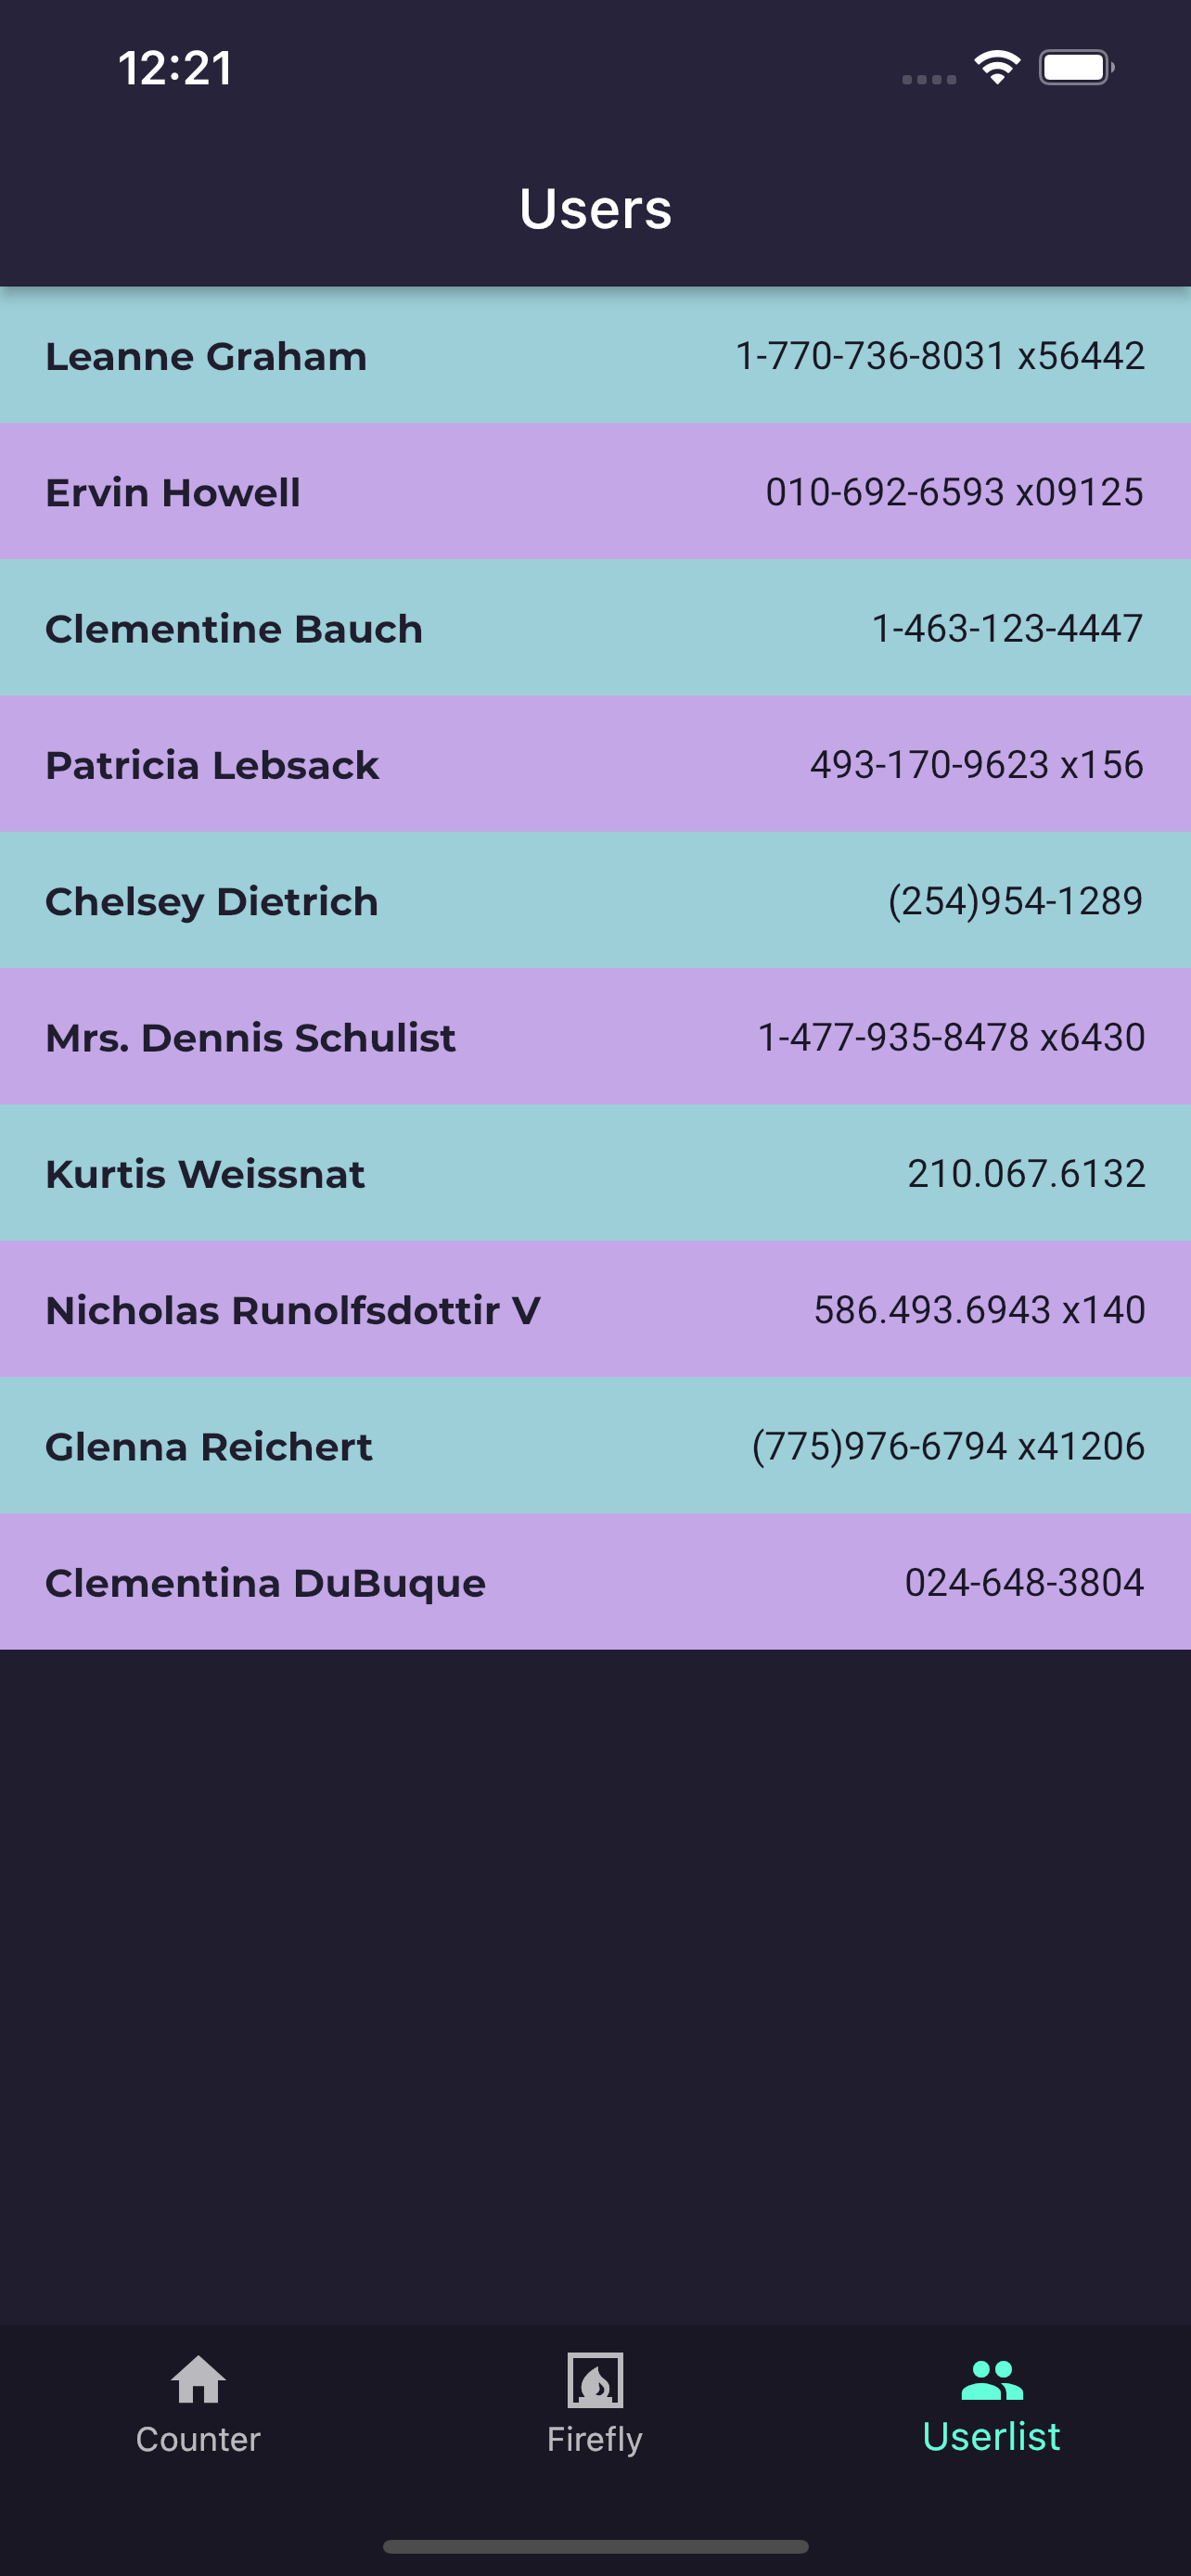 12:21
Users
Leanne Graham 1-770-736-8031 x56442
Ervin Howell 010-692-6593 x09125
Clementine Bauch 1-463-123-4447
Patricia Lebsack 493-170-9623 x156
Chelsey Dietrich (254)954-1289
Mrs. Dennis Schulist 1-477-935-8478 x6430
Kurtis Weissnat 210.067.6132
Nicholas Runolfsdottir V 586.493.6943 x140
Glenna Reichert (775)976-6794 x41206
Clementina DuBuque 024-648-3804
Counter Firefly Userlist